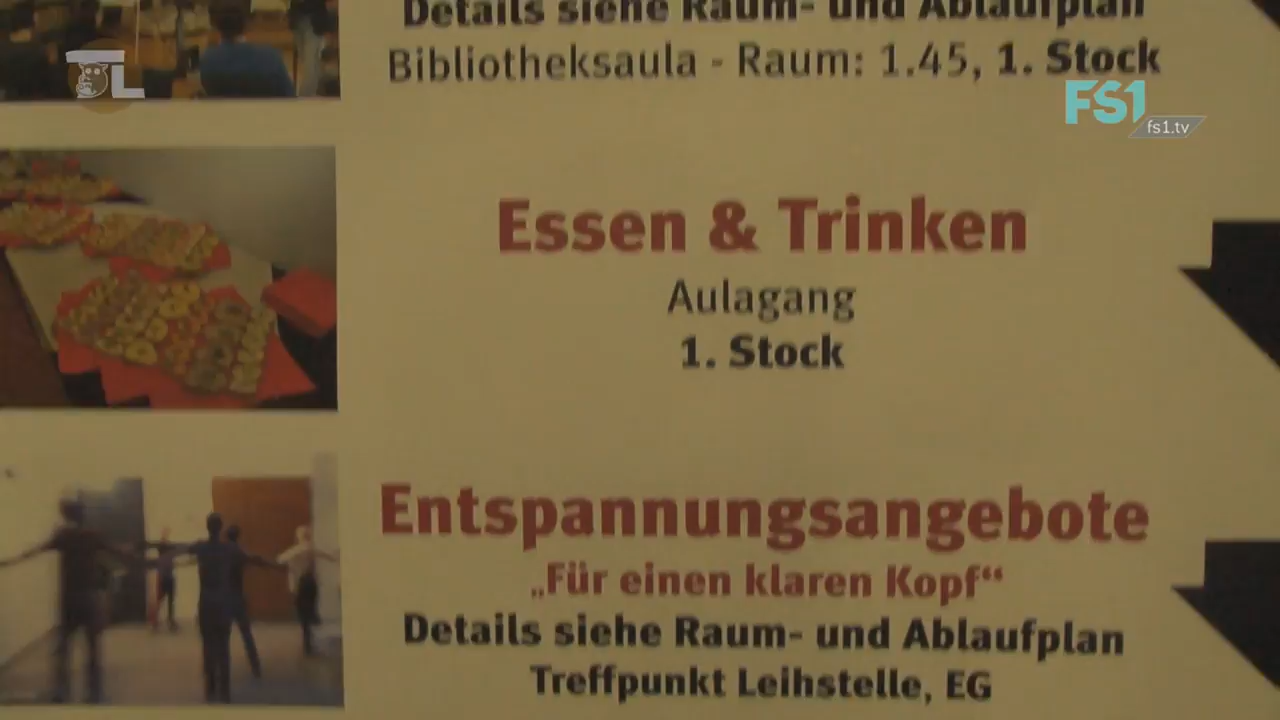 Details siehe Raum- und Ablaufplan
Bibliotheksaula - Raum: 1.45, 1. Stock
FS1
fs1.tv
TL
Essen & Trinken
Aulagang
1. Stock
Entspannungsangebote
„Für einen klaren Kopf“
Details siehe Raum- und Ablaufplan
Treffpunkt Leihstelle, EG